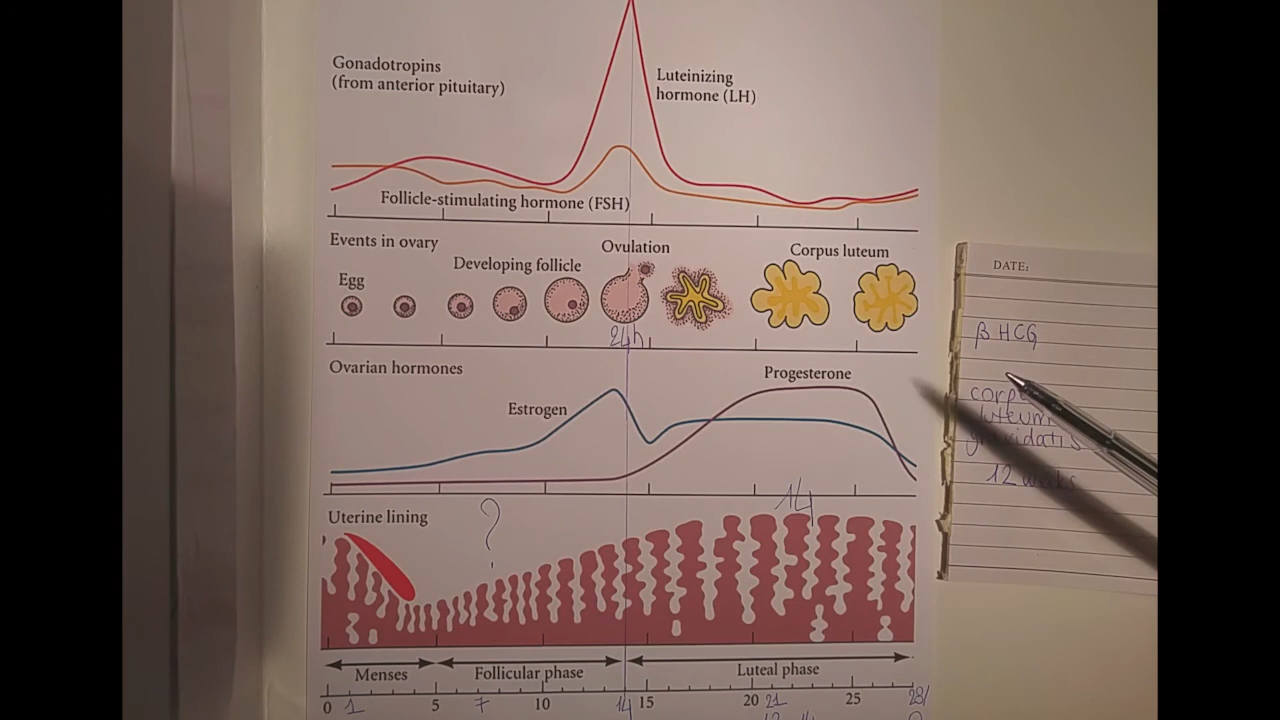 Gonadotropins
(from anterior pituitary)
Luteinizing
hormone (LH)
Follicle-stimulating hormone (FSH)
Events in ovary
Ovulation
Corpus luteum
Developing follicle
Egg
24h
Ovarian hormones
Progesterone
Estrogen
Uterine lining
?
14
Menses
Follicular phase
Luteal phase
0 1 5 7 10 14 15 20 21 25 28/
DATE:
β HCG
luteum
12 weeks